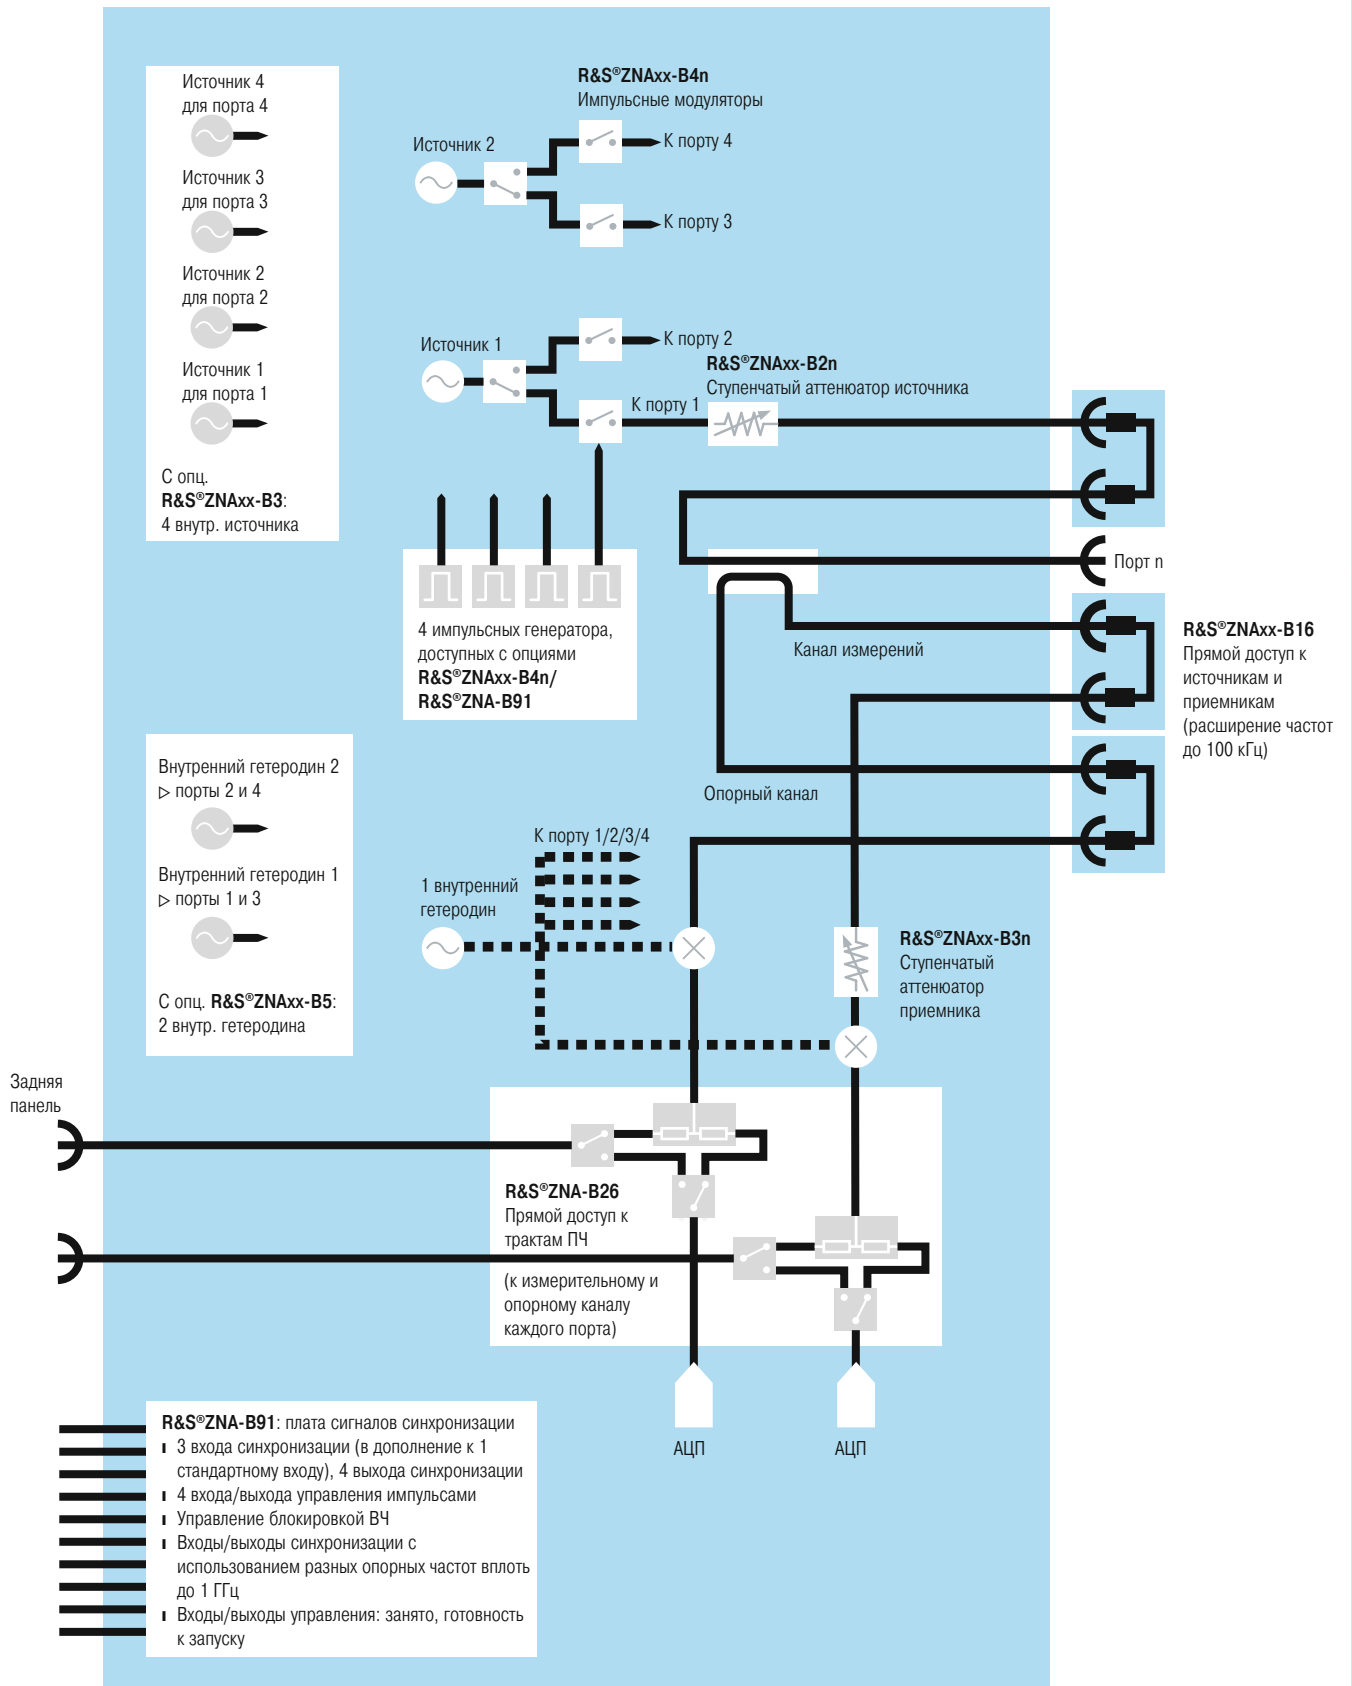 Источник 4
для порта 4
Источник 3
для порта 3
Источник 2
для порта 2
Источник 1
для порта 1
С опц.
R&S®ZNAxx-B3:
4 внутр. источника
R&S®ZNAxx-B4n
Импульсные модуляторы
Источник 2
К порту 4
К порту 3
Источник 1
К порту 2
R&S®ZNAxx-B2n
Ступенчатый аттенюатор источника
К порту 1
4 импульсных генератора,
доступных с опциями
R&S®ZNAxx-B4n/
R&S®ZNA-B91
Порт n
Канал измерений
R&S®ZNAxx-B16
Прямой доступ к
источникам и
приемникам
(расширение частот
до 100 кГц)
Опорный канал
Внутренний гетеродин 2
▷ порты 2 и 4
Внутренний гетеродин 1
▷ порты 1 и 3
С опц. R&S®ZNAxx-B5:
2 внутр. гетеродина
К порту 1/2/3/4
1 внутренний
гетеродин
R&S®ZNAxx-B3n
Ступенчатый
аттенюатор
приемника
Задняя
панель
R&S®ZNA-B26
Прямой доступ к
трактам ПЧ
(к измерительному и
опорному каналу
каждого порта)
АЦП
АЦП
R&S®ZNA-B91: плата сигналов синхронизации
3 входа синхронизации (в дополнение к 1
стандартному входу), 4 выхода синхронизации
4 входа/выхода управления импульсами
Управление блокировкой ВЧ
Входы/выходы синхронизации с
использованием разных опорных частот вплоть
до 1 ГГц
Входы/выходы управления: занято, готовность
к запуску